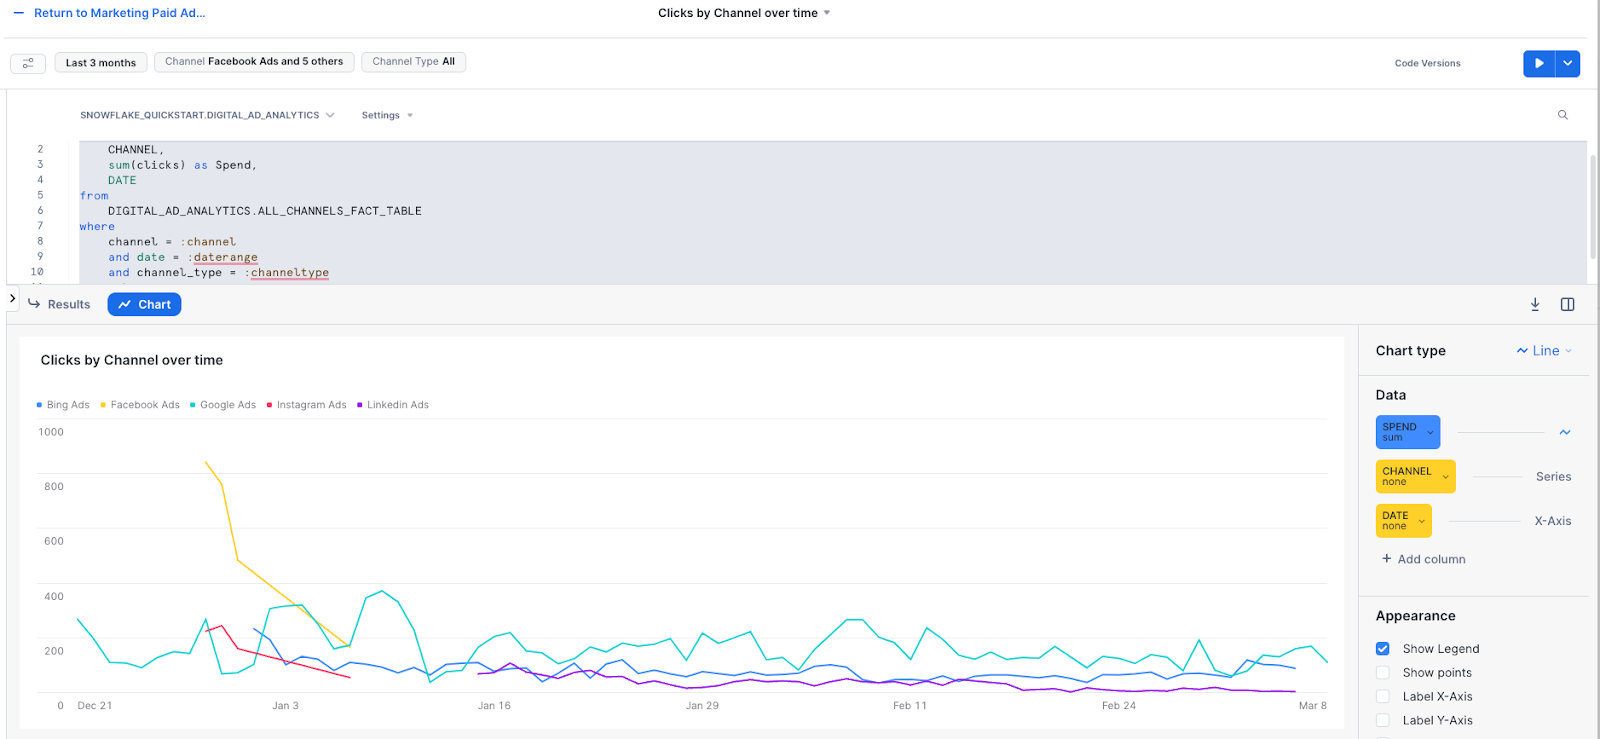 Return to Marketing Paid Ad...
Clicks by Channel over time
Last 3 months
Channel Facebook Ads and 5 others
Channel Type All
Code Versions
SNOWFLAKE_QUICKSTART.DIGITAL_AD_ANALYTICS
Settings
2 CHANNEL,
3 sum(clicks) as Spend,
4 DATE
5 from
6 DIGITAL_AD_ANALYTICS.ALL_CHANNELS_FACT_TABLE
7 where
8 channel = :channel
9 and date = :daterange
10 and channel_type = :channeltype
Results
Chart
Clicks by Channel over time
Bing Ads Facebook Ads Google Ads Instagram Ads Linkedin Ads
1000
800
600
400
200
0
Dec 21 Jan 3 Jan 16 Jan 29 Feb 11 Feb 24 Mar 8
Chart type
Line
Data
SPEND
sum
CHANNEL
none
Series
DATE
none
X-Axis
+ Add column
Appearance
Show Legend
Show points
Label X-Axis
Label Y-Axis